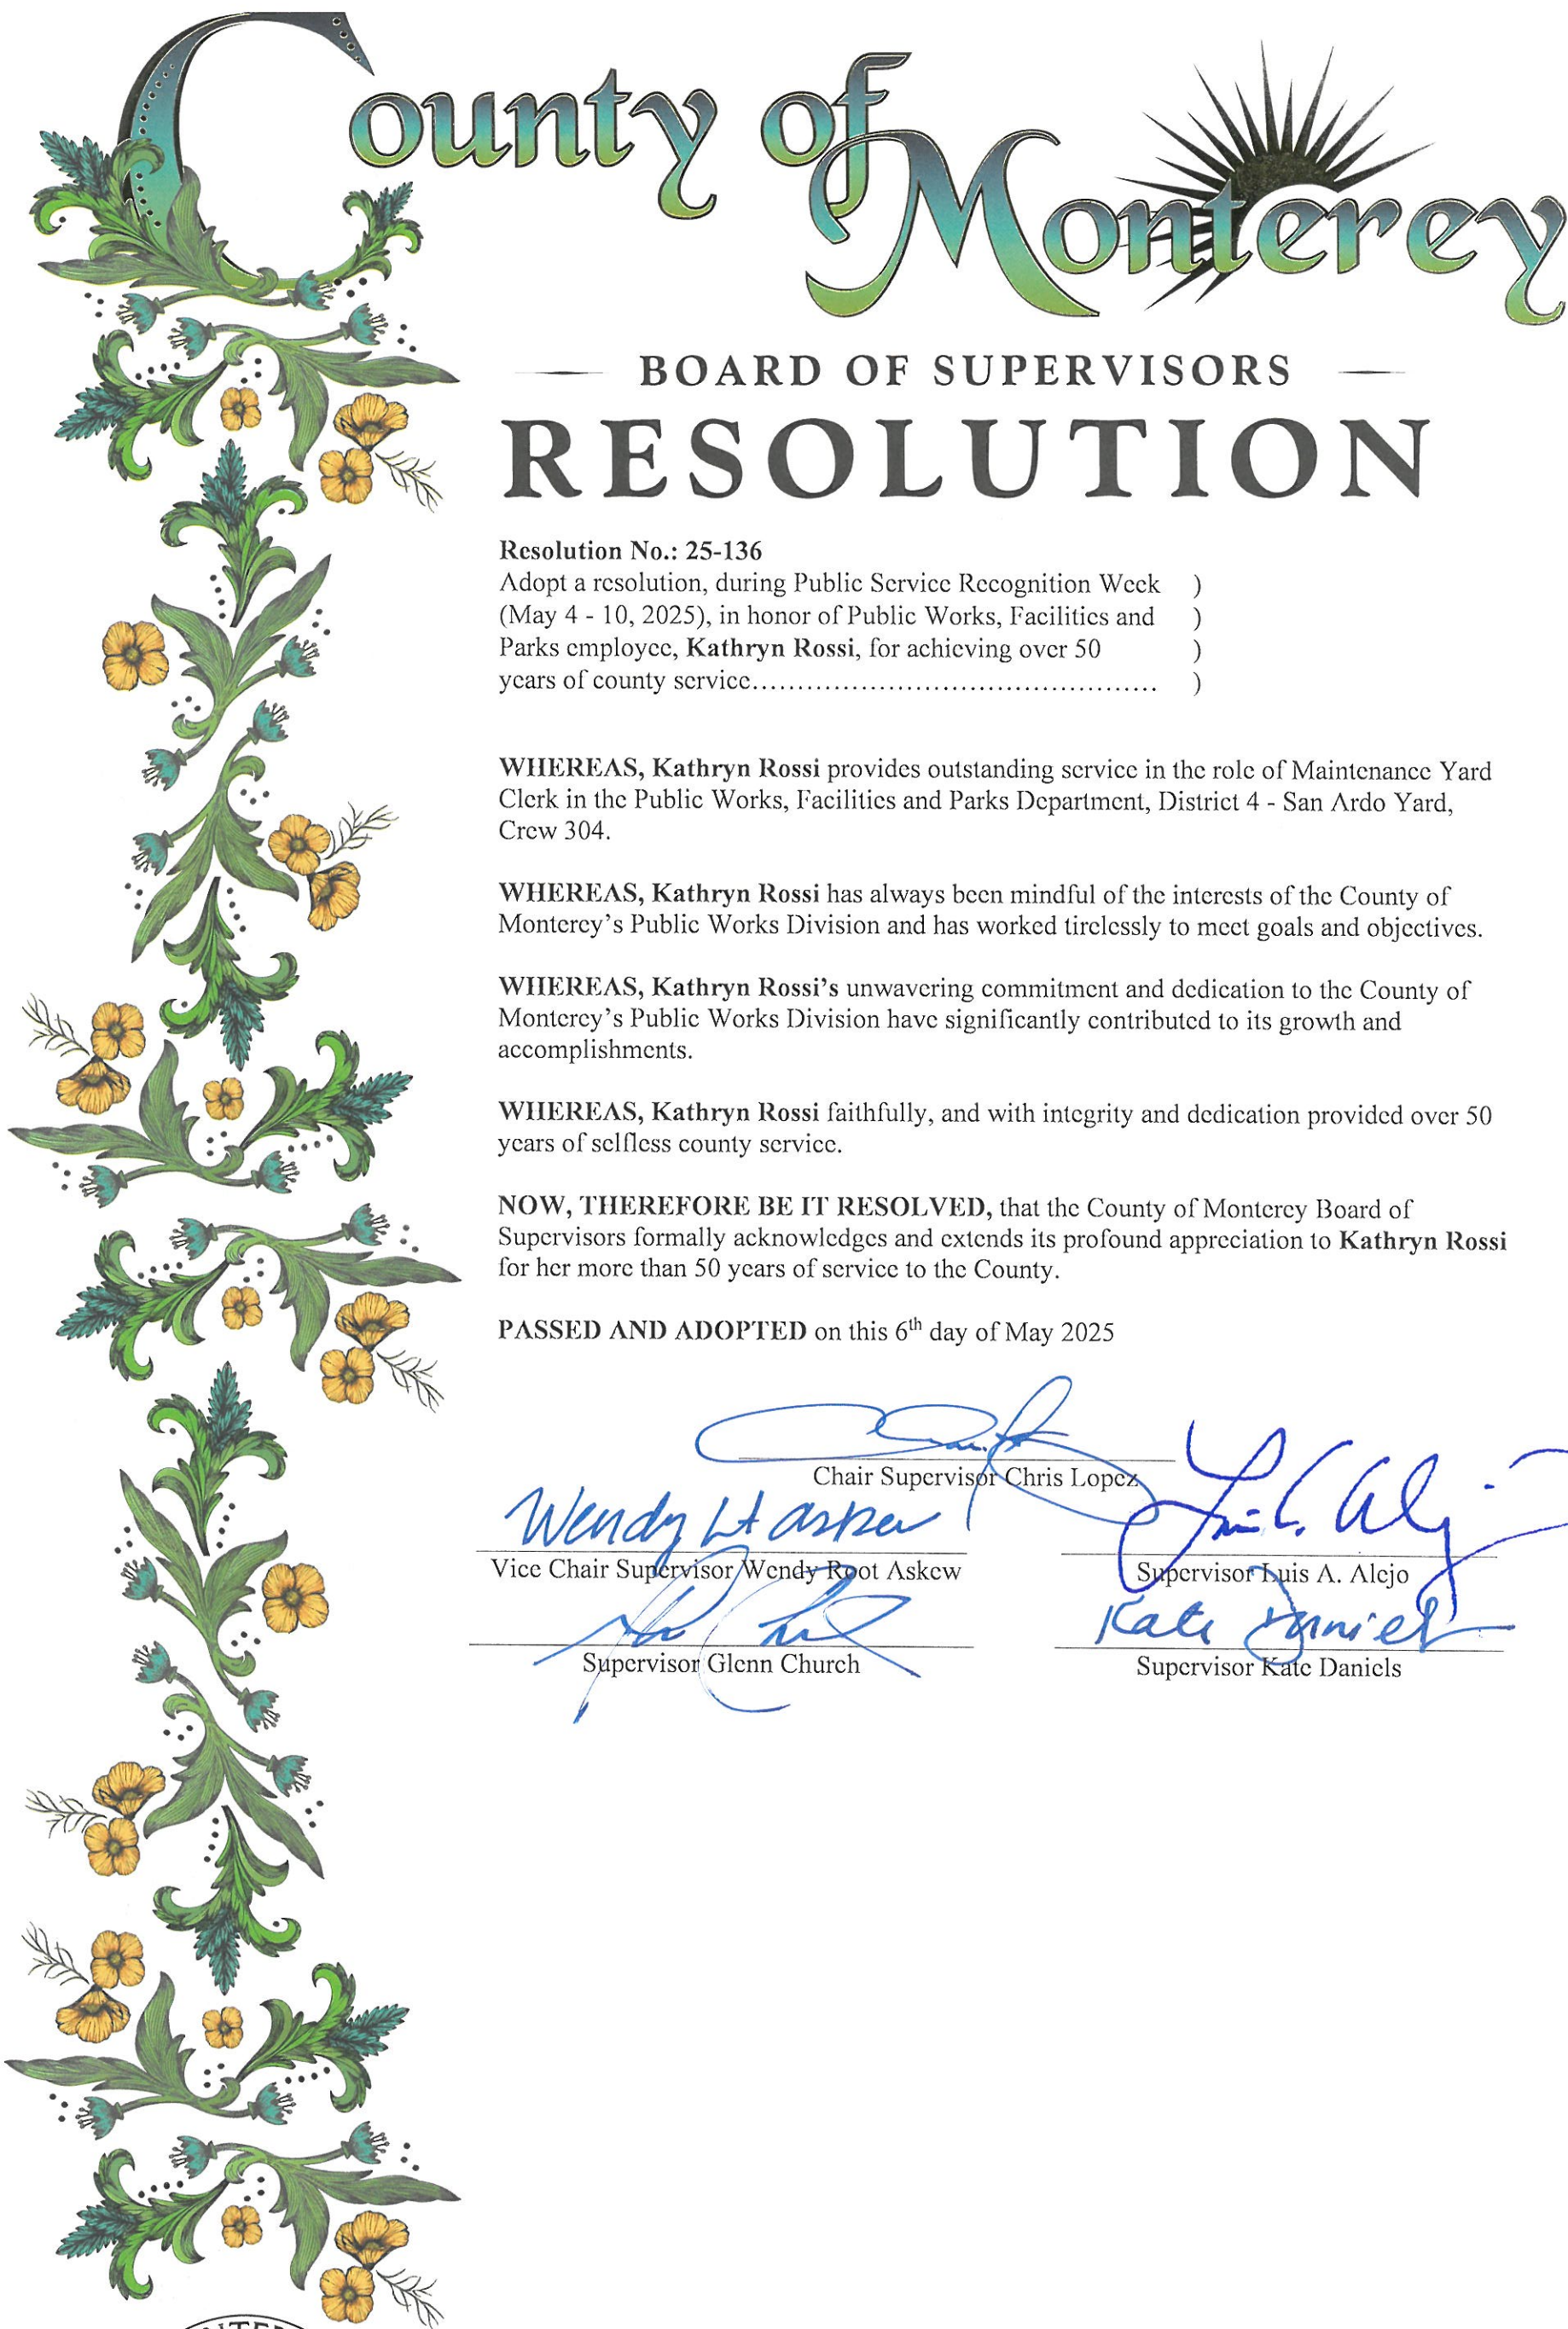 County of
Monterey
BOARD OF SUPERVISORS
RESOLUTION
Resolution No.: 25-136
Adopt a resolution, during Public Service Recognition Week )
(May 4 - 10, 2025), in honor of Public Works, Facilities and )
Parks employee, Kathryn Rossi, for achieving over 50 )
years of county service............................................ )
WHEREAS, Kathryn Rossi provides outstanding service in the role of Maintenance Yard
Clerk in the Public Works, Facilities and Parks Department, District 4 - San Ardo Yard,
Crew 304.
WHEREAS, Kathryn Rossi has always been mindful of the interests of the County of
Monterey's Public Works Division and has worked tirelessly to meet goals and objectives.
WHEREAS, Kathryn Rossi's unwavering commitment and dedication to the County of
Monterey's Public Works Division have significantly contributed to its growth and
accomplishments.
WHEREAS, Kathryn Rossi faithfully, and with integrity and dedication provided over 50
years of selfless county service.
NOW, THEREFORE BE IT RESOLVED, that the County of Monterey Board of
Supervisors formally acknowledges and extends its profound appreciation to Kathryn Rossi
for her more than 50 years of service to the County.
PASSED AND ADOPTED on this 6th day of May 2025
Chair Supervisor Chris Lopez
Wendy Askew
Vice Chair Supervisor Wendy Root Askew
Supervisor Luis A. Alejo
Kate Daniels
Supervisor Glenn Church
Supervisor Kate Daniels